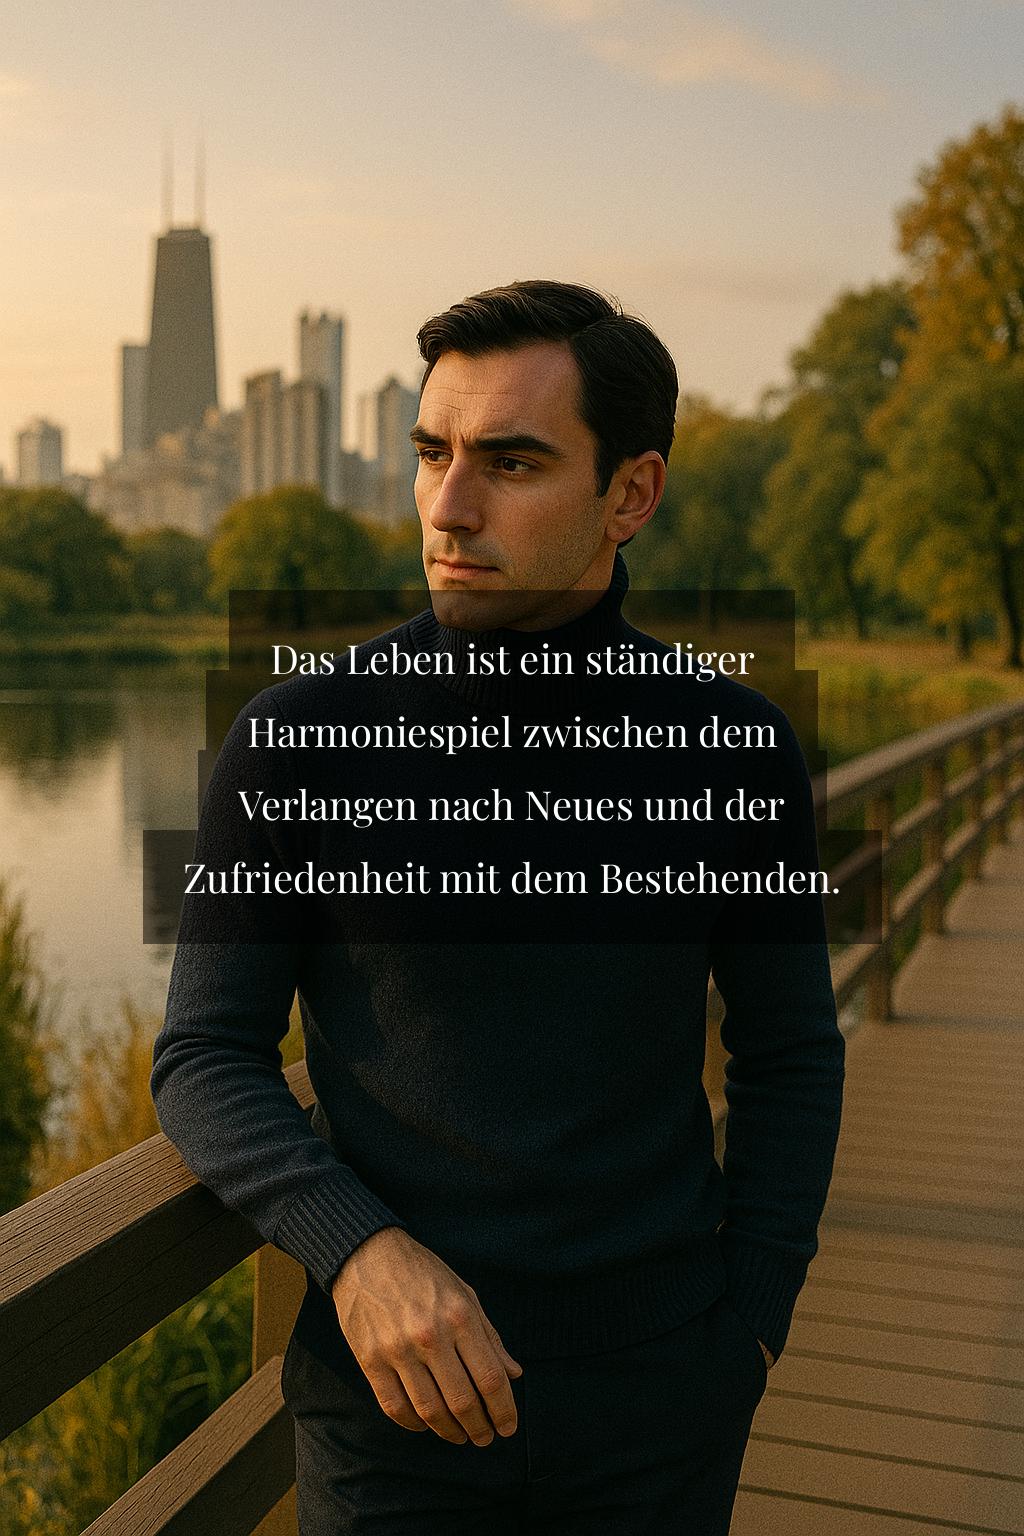 Das Leben ist ein ständiger
Harmoniespiel zwischen dem
Verlangen nach Neues und der
Zufriedenheit mit dem Bestehenden.